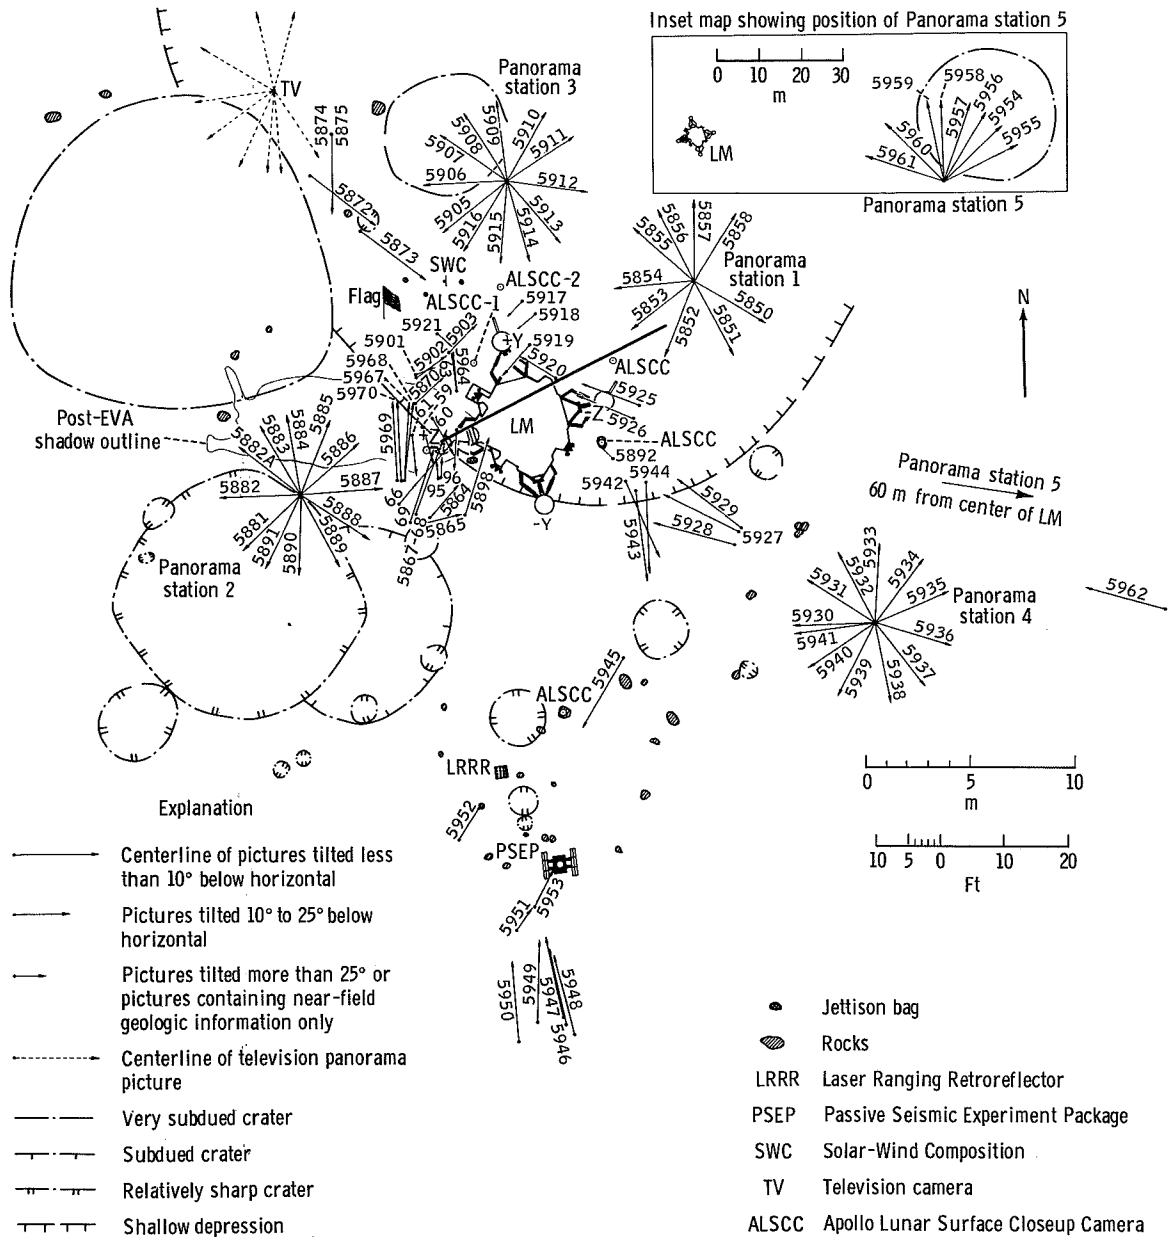 Inset map showing position of Panorama station 5
0 10 20 30
m
LM
5959
5958
5957
5956
5954
5955
5960
5961
Panorama station 5
TV
5874
5875
5872
5873
Panorama
station 3
5909
5910
5908
5911
5907
5906
5912
5905
5913
5916
5915
5914
SWC
Flag
ALSCC-1
ALSCC-2
5917
5918
5857
5856
5858
5855
5854
5853
5852
5851
5850
Panorama
station 1
N
5921
5903
5901
5902
+Y
5919
5920
5968
5967
5970
5870
5964
59
61
60
5969
ALSCC
5925
5926
-Z
LM
ALSCC
5892
5944
5942
Post-EVA
shadow outline
5885
5884
5883
5886
5882A
5882
5887
5888
5889
5881
5891
5890
Panorama
station 2
66
69
95
96
5864
5898
5865
5867-68
-Y
5943
5929
5928
5927
Panorama station 5
60 m from center of LM
5933
5932
5934
5931
5935
5930
5936
5941
5940
5937
5939
5938
Panorama
station 4
5962
5945
ALSCC
LRRR
5952
PSEP
5953
5951
5950
5949
5947
5948
5946
0 5 10
m
10 5 0 10 20
Ft
Explanation
Centerline of pictures tilted less
than 10° below horizontal
Pictures tilted 10° to 25° below
horizontal
Pictures tilted more than 25° or
pictures containing near-field
geologic information only
Centerline of television panorama
picture
Very subdued crater
Subdued crater
Relatively sharp crater
Shallow depression
Jettison bag
Rocks
LRRR Laser Ranging Retroreflector
PSEP Passive Seismic Experiment Package
SWC Solar-Wind Composition
TV Television camera
ALSCC Apollo Lunar Surface Closeup Camera